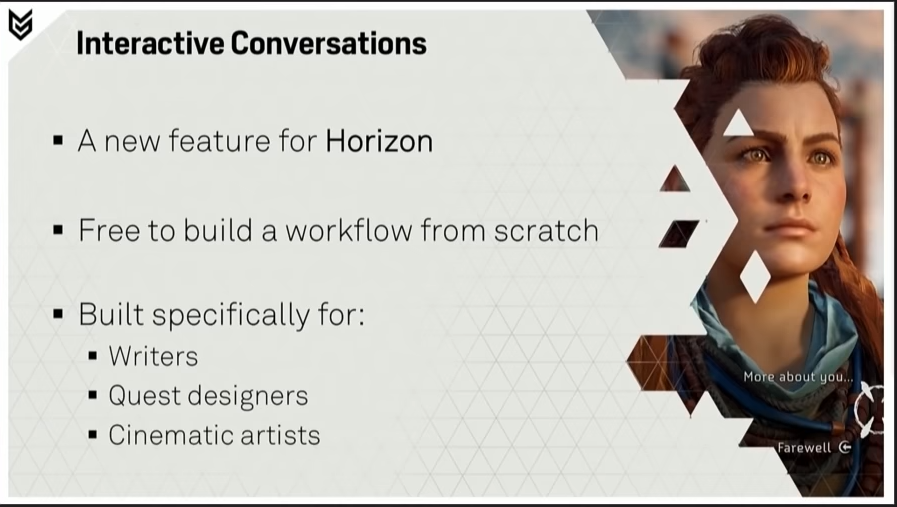 Interactive Conversations
▪ A new feature for Horizon
▪ Free to build a workflow from scratch
▪ Built specifically for:
▪ Writers
▪ Quest designers
▪ Cinematic artists
More about you...
Farewell